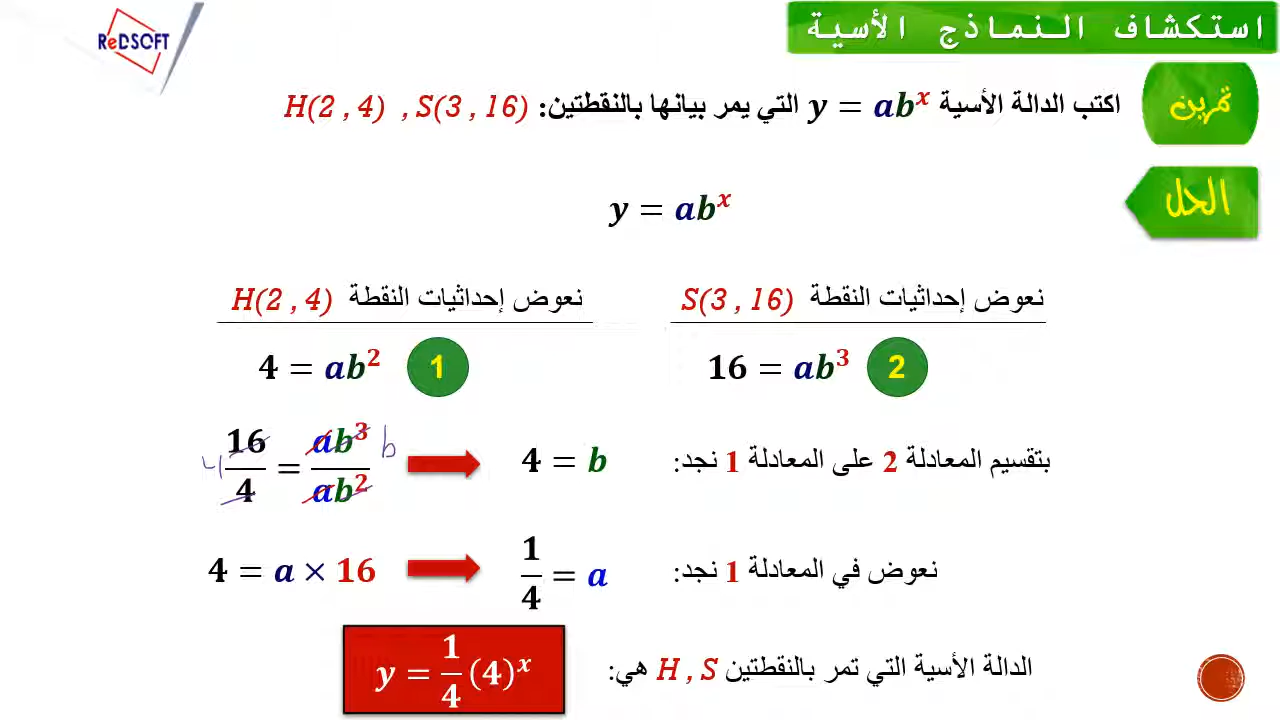 استكشاف النماذج الأسية
ReDSOFT
تمرين
اكتب الدالة الأسية y = ab^x التي يمر بيانها بالنقطتين: H(2 , 4) , S(3 , 16)
الحل
y = ab^x
نعوض إحداثيات النقطة S(3 , 16)
16 = ab^3 2
نعوض إحداثيات النقطة H(2 , 4)
4 = ab^2 1
بتقسيم المعادلة 2 على المعادلة 1 نجد:
16/4 = ab^3/ab^2 4 = b
4 b
نعوض في المعادلة 1 نجد:
4 = a × 16 1/4 = a
الدالة الأسية التي تمر بالنقطتين H , S هي:
y = 1/4 (4)^x